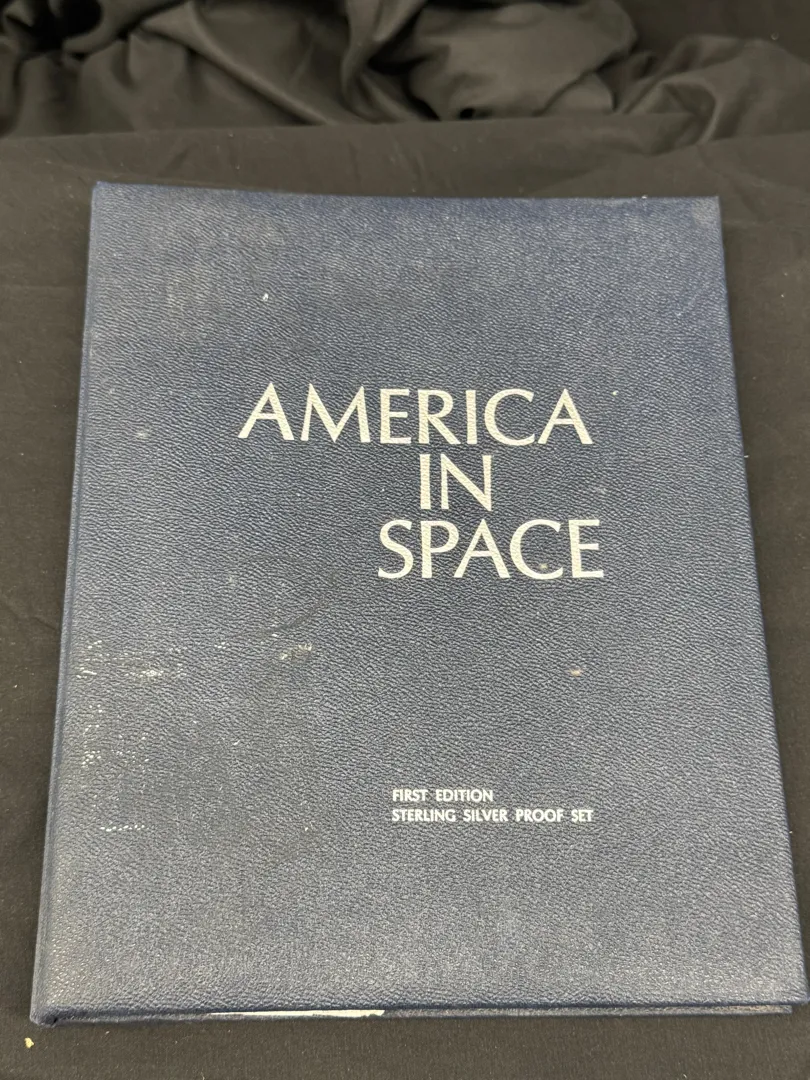 AMERICA
IN
SPACE
FIRST EDITION
STERLING SILVER PROOF SET